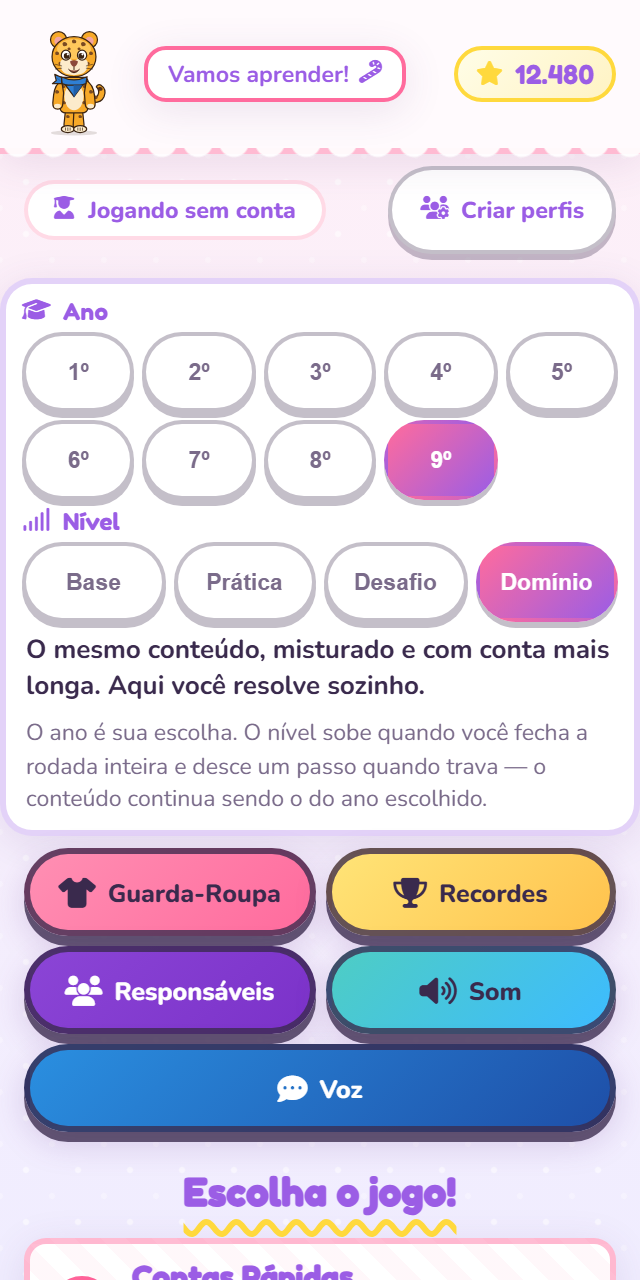 Vamos aprender!
12.480
Jogando sem conta
Criar perfis
Ano
1º 2º 3º 4º 5º
6º 7º 8º 9º
Nível
Base Prática Desafio Domínio
O mesmo conteúdo, misturado e com conta mais
longa. Aqui você resolve sozinho.
O ano é sua escolha. O nível sobe quando você fecha a
rodada inteira e desce um passo quando trava — o
conteúdo continua sendo o do ano escolhido.
Guarda-Roupa
Recordes
Responsáveis
Som
Voz
Escolha o jogo!
Contas Rápidas